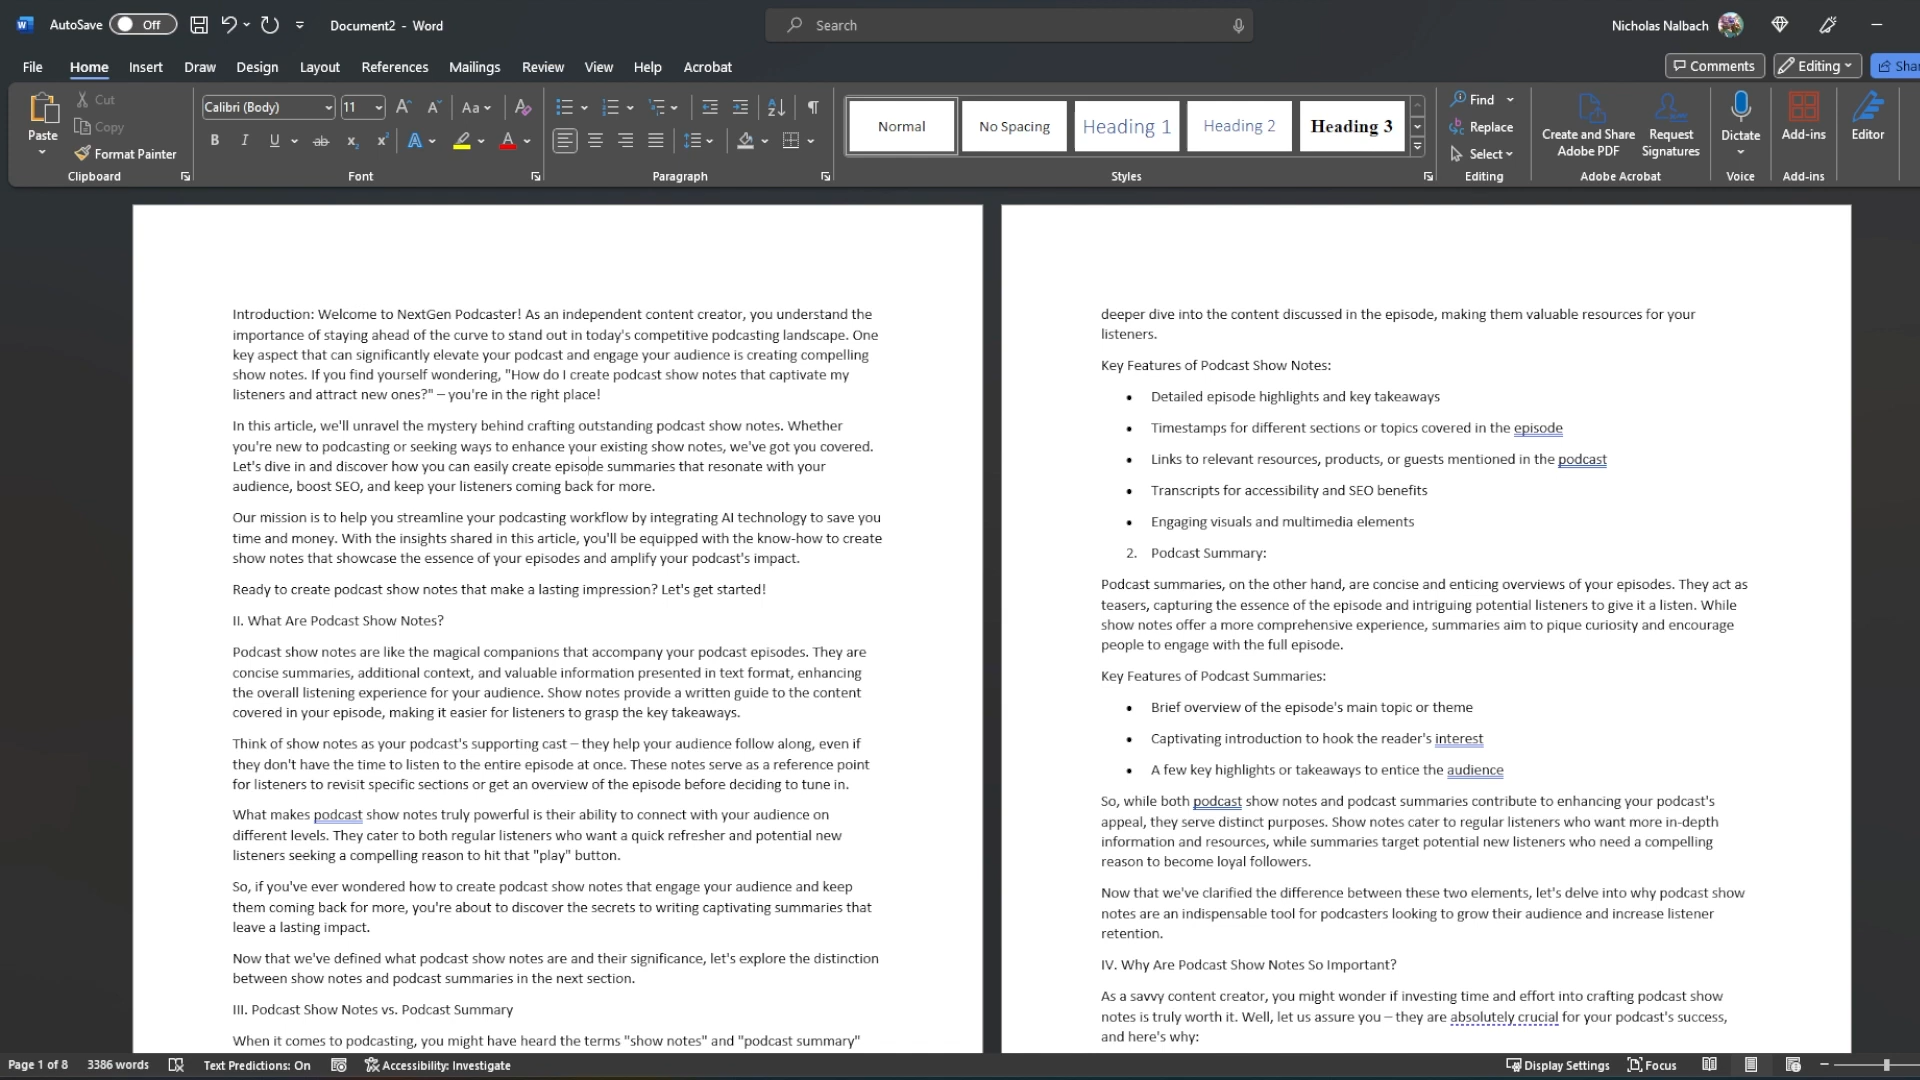 AutoSave Off Document2 - Word Search Nicholas Nalbach
File Home Insert Draw Design Layout References Mailings Review View Help Acrobat Comments Editing Shar
Paste
Cut
Copy
Format Painter
Clipboard
Calibri (Body) 11 Aa
B I U ab x₂ x² A A
Font
Paragraph
Normal No Spacing Heading 1 Heading 2 Heading 3
Styles
Find
Replace
Select
Editing
Create and Share
Adobe PDF
Request
Signatures
Adobe Acrobat
Dictate
Voice
Add-ins
Add-ins
Editor
Introduction: Welcome to NextGen Podcaster! As an independent content creator, you understand the
importance of staying ahead of the curve to stand out in today's competitive podcasting landscape. One
key aspect that can significantly elevate your podcast and engage your audience is creating compelling
show notes. If you find yourself wondering, "How do I create podcast show notes that captivate my
listeners and attract new ones?" – you're in the right place!
In this article, we'll unravel the mystery behind crafting outstanding podcast show notes. Whether
you're new to podcasting or seeking ways to enhance your existing show notes, we've got you covered.
Let's dive in and discover how you can easily create episode summaries that resonate with your
audience, boost SEO, and keep your listeners coming back for more.
Our mission is to help you streamline your podcasting workflow by integrating AI technology to save you
time and money. With the insights shared in this article, you'll be equipped with the know-how to create
show notes that showcase the essence of your episodes and amplify your podcast's impact.
Ready to create podcast show notes that make a lasting impression? Let's get started!
II. What Are Podcast Show Notes?
Podcast show notes are like the magical companions that accompany your podcast episodes. They are
concise summaries, additional context, and valuable information presented in text format, enhancing
the overall listening experience for your audience. Show notes provide a written guide to the content
covered in your episode, making it easier for listeners to grasp the key takeaways.
Think of show notes as your podcast's supporting cast – they help your audience follow along, even if
they don't have the time to listen to the entire episode at once. These notes serve as a reference point
for listeners to revisit specific sections or get an overview of the episode before deciding to tune in.
What makes podcast show notes truly powerful is their ability to connect with your audience on
different levels. They cater to both regular listeners who want a quick refresher and potential new
listeners seeking a compelling reason to hit that "play" button.
So, if you've ever wondered how to create podcast show notes that engage your audience and keep
them coming back for more, you're about to discover the secrets to writing captivating summaries that
leave a lasting impact.
Now that we've defined what podcast show notes are and their significance, let's explore the distinction
between show notes and podcast summaries in the next section.
III. Podcast Show Notes vs. Podcast Summary
When it comes to podcasting, you might have heard the terms "show notes" and "podcast summary"
deeper dive into the content discussed in the episode, making them valuable resources for your
listeners.
Key Features of Podcast Show Notes:
• Detailed episode highlights and key takeaways
• Timestamps for different sections or topics covered in the episode
• Links to relevant resources, products, or guests mentioned in the podcast
• Transcripts for accessibility and SEO benefits
• Engaging visuals and multimedia elements
2. Podcast Summary:
Podcast summaries, on the other hand, are concise and enticing overviews of your episodes. They act as
teasers, capturing the essence of the episode and intriguing potential listeners to give it a listen. While
show notes offer a more comprehensive experience, summaries aim to pique curiosity and encourage
people to engage with the full episode.
Key Features of Podcast Summaries:
• Brief overview of the episode's main topic or theme
• Captivating introduction to hook the reader's interest
• A few key highlights or takeaways to entice the audience
So, while both podcast show notes and podcast summaries contribute to enhancing your podcast's
appeal, they serve distinct purposes. Show notes cater to regular listeners who want more in-depth
information and resources, while summaries target potential new listeners who need a compelling
reason to become loyal followers.
Now that we've clarified the difference between these two elements, let's delve into why podcast show
notes are an indispensable tool for podcasters looking to grow their audience and increase listener
retention.
IV. Why Are Podcast Show Notes So Important?
As a savvy content creator, you might wonder if investing time and effort into crafting podcast show
notes is truly worth it. Well, let us assure you – they are absolutely crucial for your podcast's success,
and here's why:
Page 1 of 8 3386 words Text Predictions: On Accessibility: Investigate Display Settings Focus